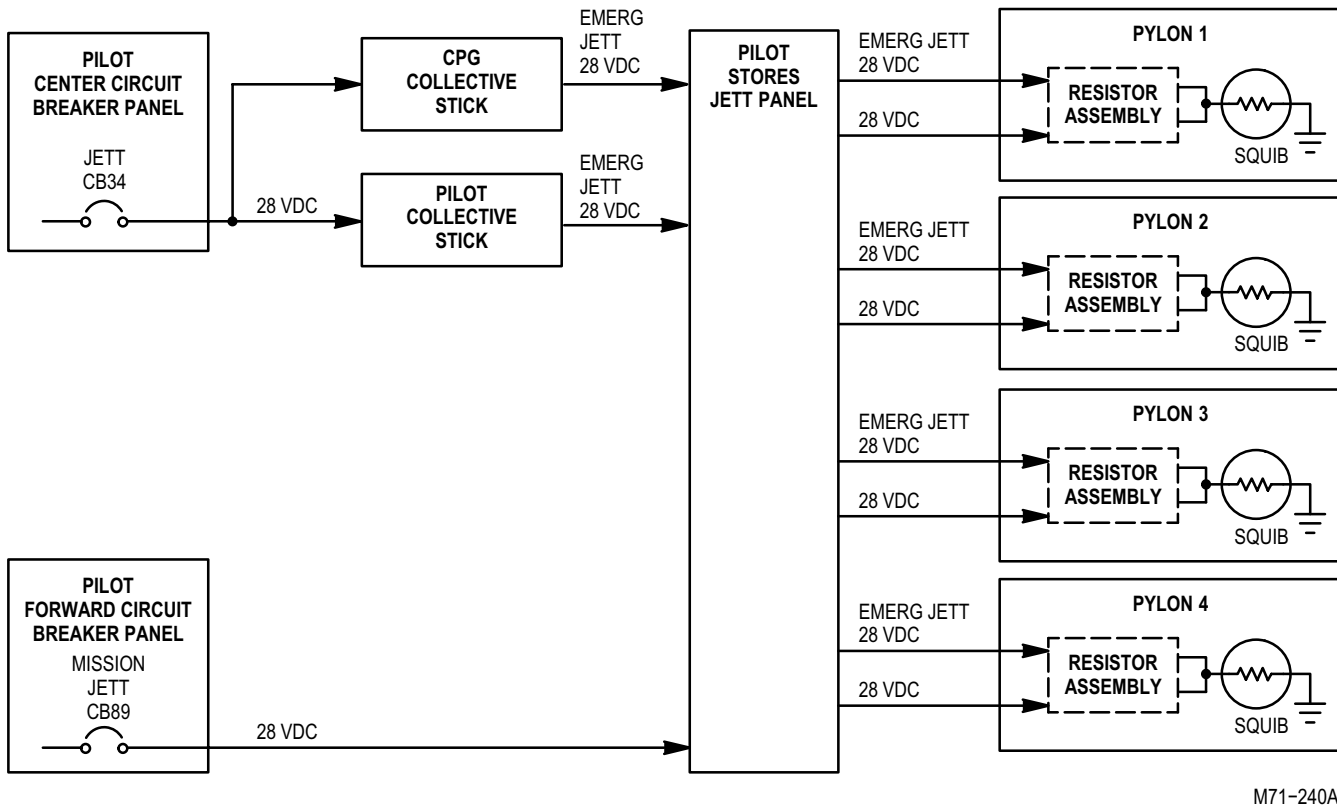 PILOT
CENTER CIRCUIT
BREAKER PANEL
JETT
CB34
28 VDC
CPG
COLLECTIVE
STICK
EMERG
JETT
28 VDC
PILOT
COLLECTIVE
STICK
EMERG
JETT
28 VDC
PILOT
STORES
JETT PANEL
EMERG JETT
28 VDC
28 VDC
PYLON 1
RESISTOR
ASSEMBLY
SQUIB
EMERG JETT
28 VDC
28 VDC
PYLON 2
RESISTOR
ASSEMBLY
SQUIB
EMERG JETT
28 VDC
28 VDC
PYLON 3
RESISTOR
ASSEMBLY
SQUIB
PILOT
FORWARD CIRCUIT
BREAKER PANEL
MISSION
JETT
CB89
28 VDC
EMERG JETT
28 VDC
28 VDC
PYLON 4
RESISTOR
ASSEMBLY
SQUIB
M71−240A